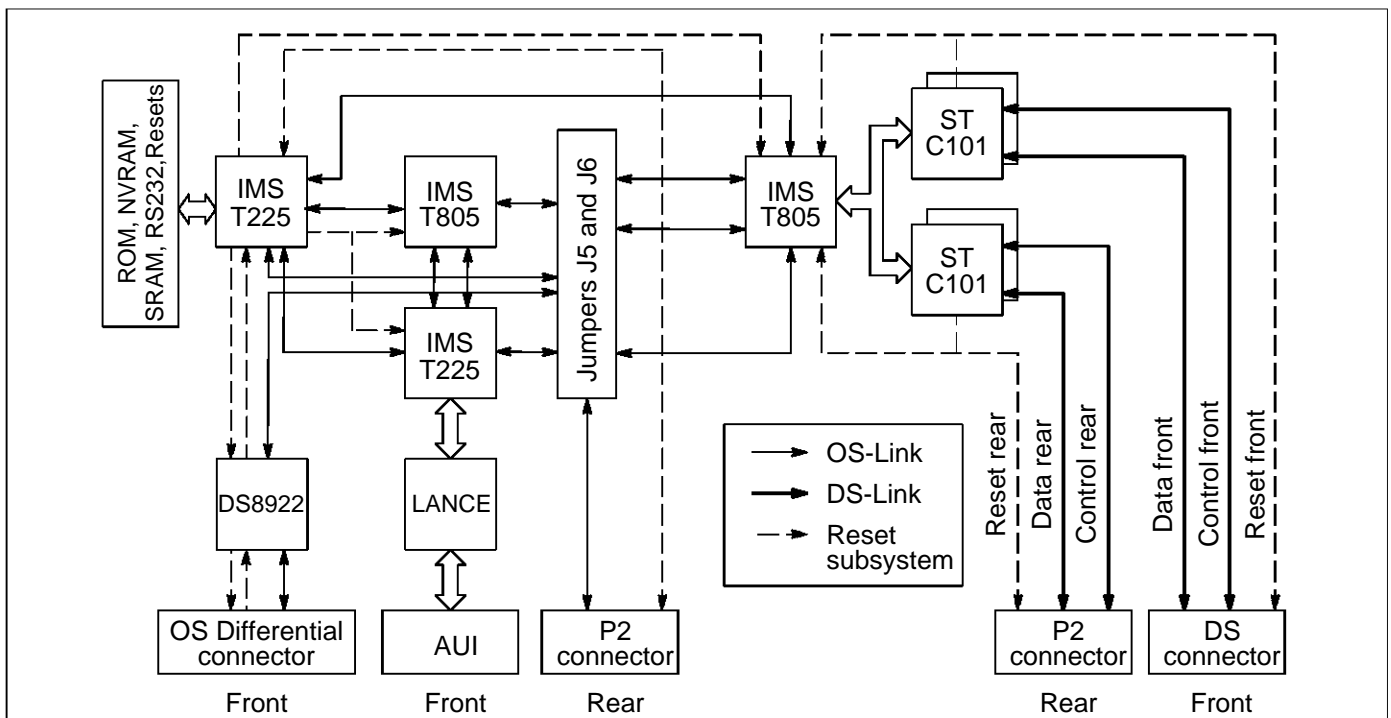 ROM, NVRAM,
SRAM, RS232,Resets
IMS
T225
IMS
T805
IMS
T225
Jumpers J5 and J6
IMS
T805
ST
C101
ST
C101
DS8922
LANCE
OS-Link
DS-Link
Reset
subsystem
Reset rear
Data rear
Control rear
Data front
Control front
Reset front
OS Differential
connector
AUI
P2
connector
P2
connector
DS
connector
Front
Front
Rear
Rear
Front